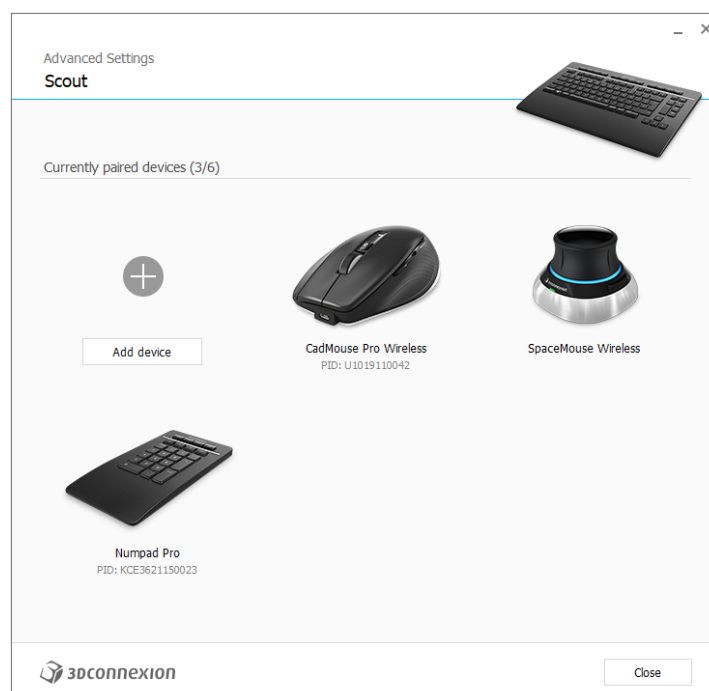 Advanced Settings
Scout
Currently paired devices (3/6)
Add device
CadMouse Pro Wireless
PID: U1019110042
SpaceMouse Wireless
Numpad Pro
PID: KCE3621150023
3Dconnexion
Close